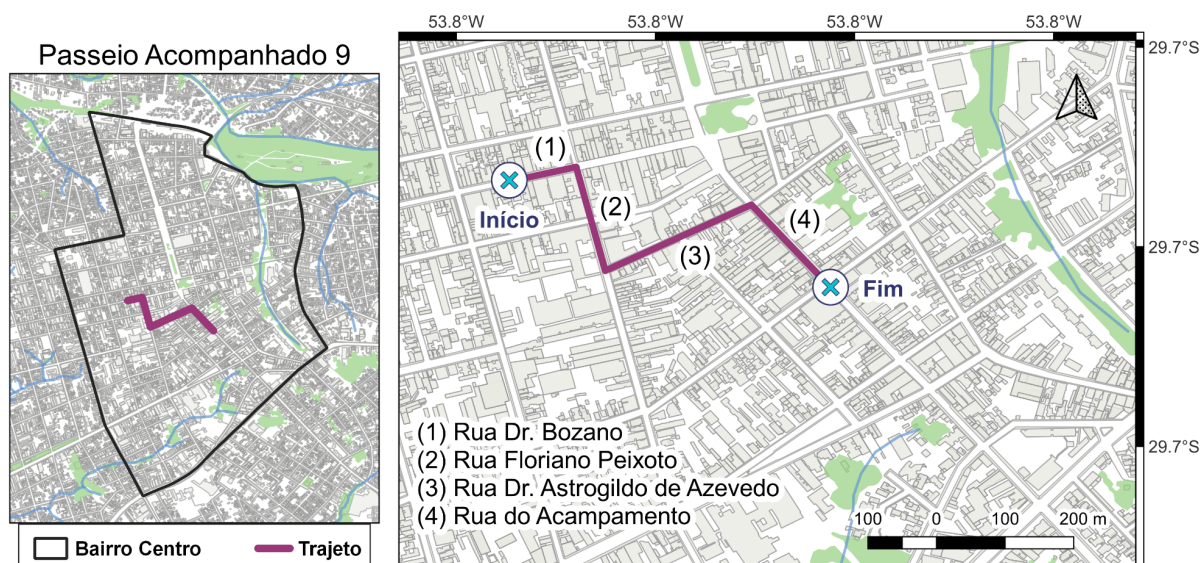 Passeio Acompanhado 9
Bairro Centro
Trajeto
53.8°W 53.8°W 53.8°W 53.8°W
29.7°S
29.7°S
29.7°S
(1)
Início
(2)
(3)
(4)
Fim
(1) Rua Dr. Bozano
(2) Rua Floriano Peixoto
(3) Rua Dr. Astrogildo de Azevedo
(4) Rua do Acampamento
100 0 100 200 m